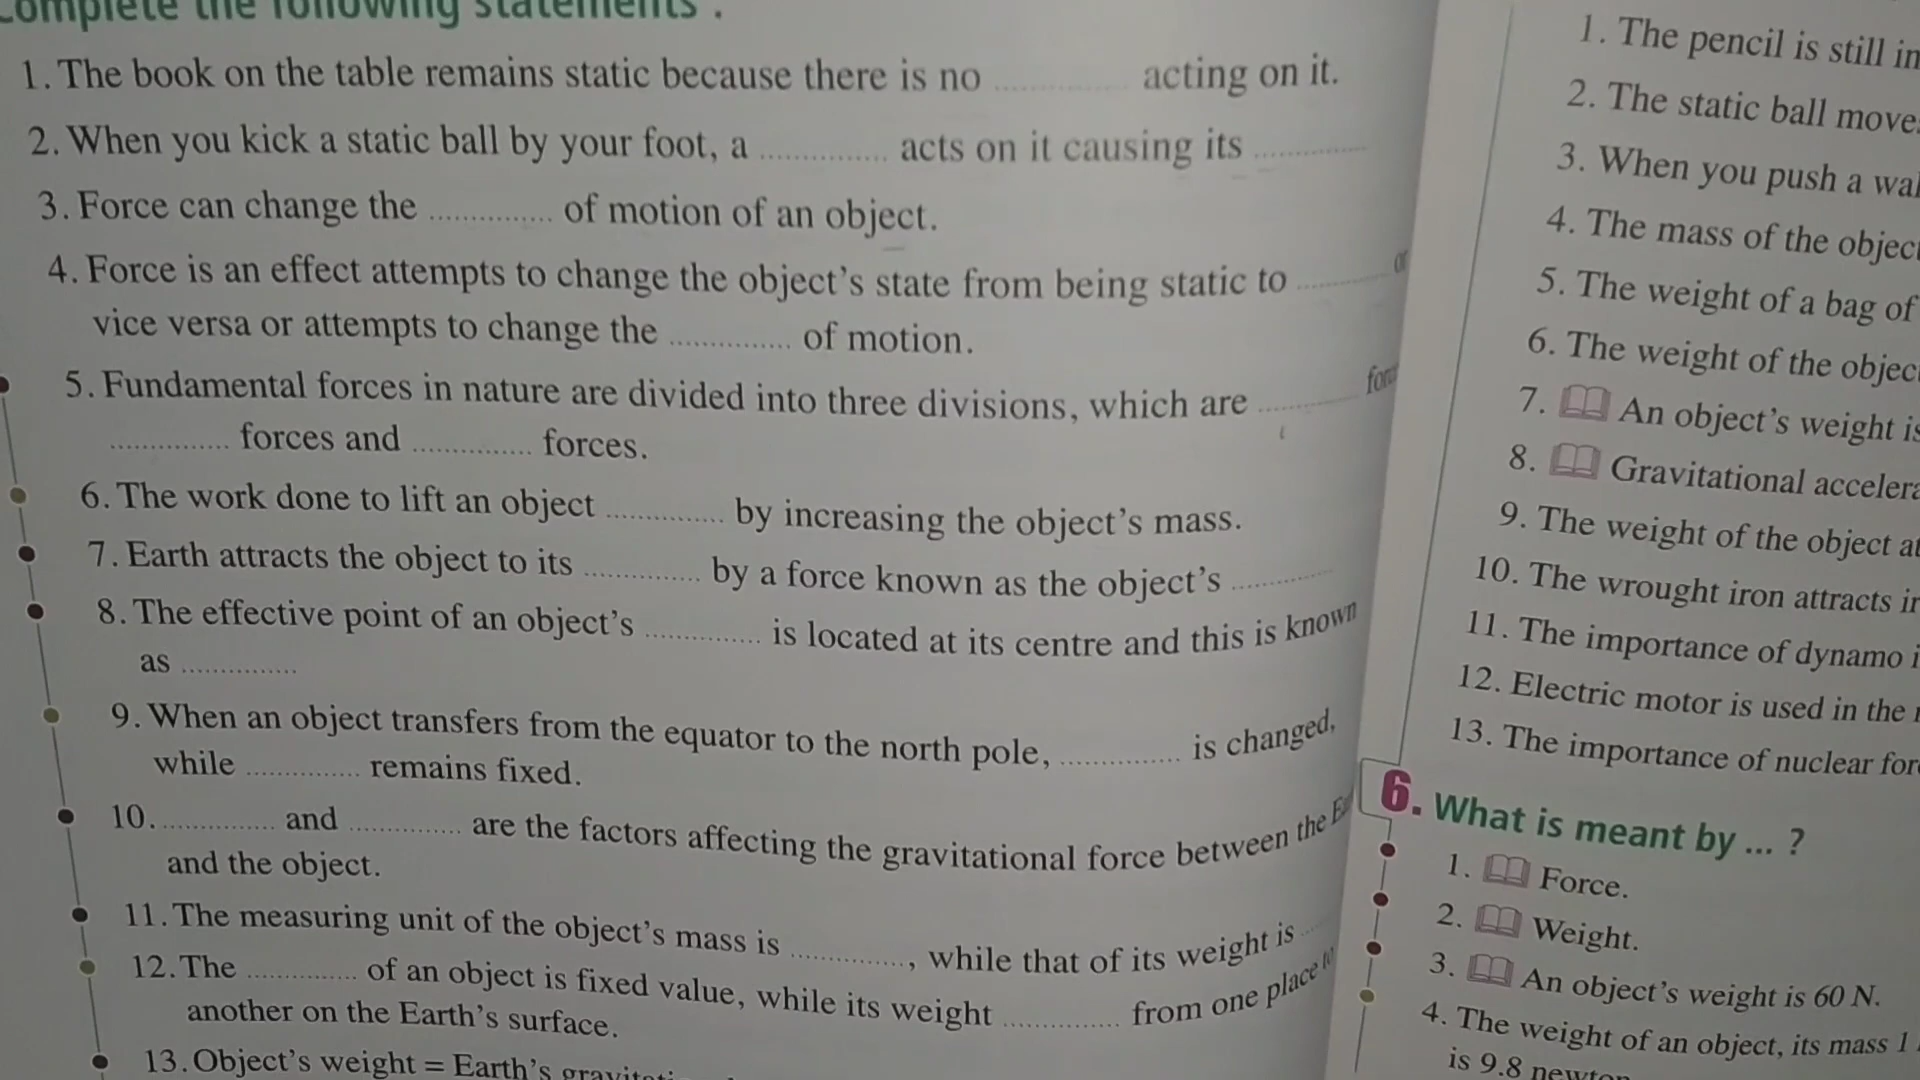 Complete the following statements :
1. The book on the table remains static because there is no .............. acting on it.
2. When you kick a static ball by your foot, a .............. acts on it causing its ..............
3. Force can change the .............. of motion of an object.
4. Force is an effect attempts to change the object's state from being static to .............. or
vice versa or attempts to change the .............. of motion.
5. Fundamental forces in nature are divided into three divisions, which are ..............
.............. forces and .............. forces.
6. The work done to lift an object .............. by increasing the object's mass.
7. Earth attracts the object to its .............. by a force known as the object's ..............
8. The effective point of an object's .............. is located at its centre and this is known
as ..............
9. When an object transfers from the equator to the north pole, .............. is changed,
while .............. remains fixed.
10. .............. and .............. are the factors affecting the gravitational force between the
and the object.
11. The measuring unit of the object's mass is .............., while that of its weight is ....
12. The .............. of an object is fixed value, while its weight .............. from one place to
another on the Earth's surface.
13. Object's weight = Earth's
1. The pencil is still in
2. The static ball
3. When you push a
4. The mass of the
5. The weight of a bag of
6. The weight of the
7. An object's weight
8. Gravitational
9. The weight of the object
10. The wrought iron attracts
11. The importance of dynamo
12. Electric motor is used in the
13. The importance of nuclear
6. What is meant by ... ?
1. Force.
2. Weight.
3. An object's weight is 60 N.
4. The weight of an object, its mass 1
is 9.8